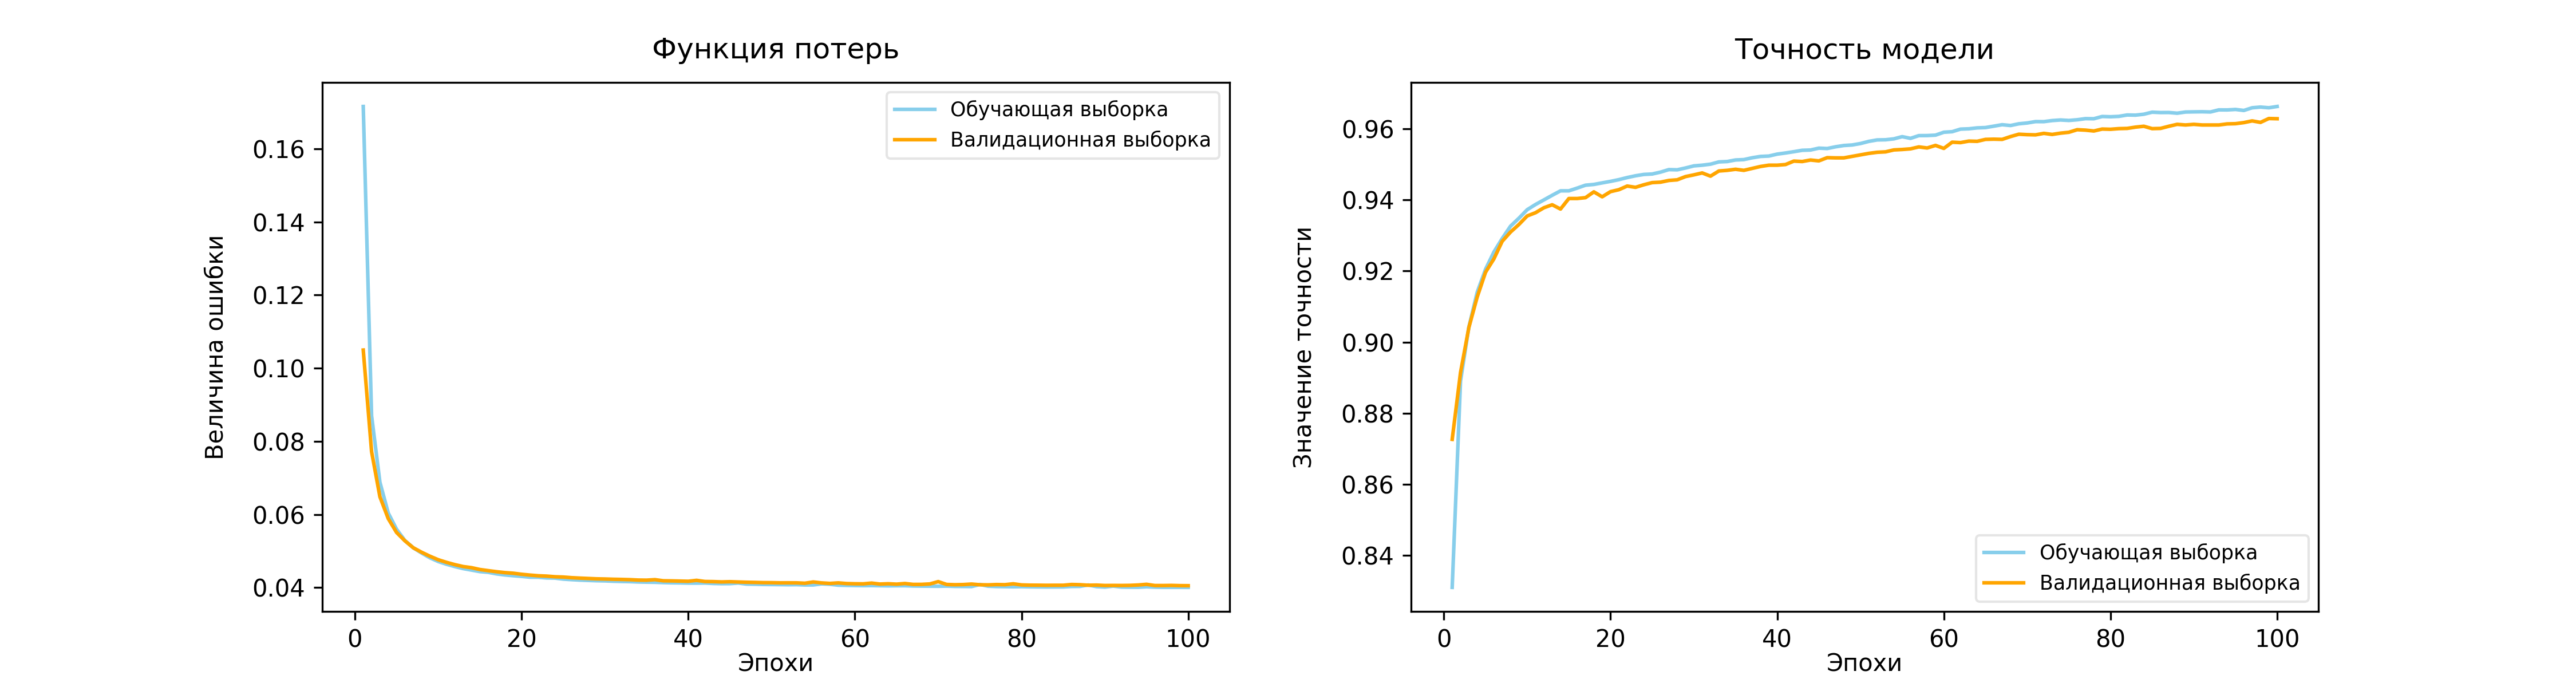 Функция потерь
Величина ошибки
0.16
0.14
0.12
0.10
0.08
0.06
0.04
0
20
40
60
80
100
Эпохи
Обучающая выборка
Валидационная выборка
Точность модели
Значение точности
0.96
0.94
0.92
0.90
0.88
0.86
0.84
0
20
40
60
80
100
Эпохи
Обучающая выборка
Валидационная выборка